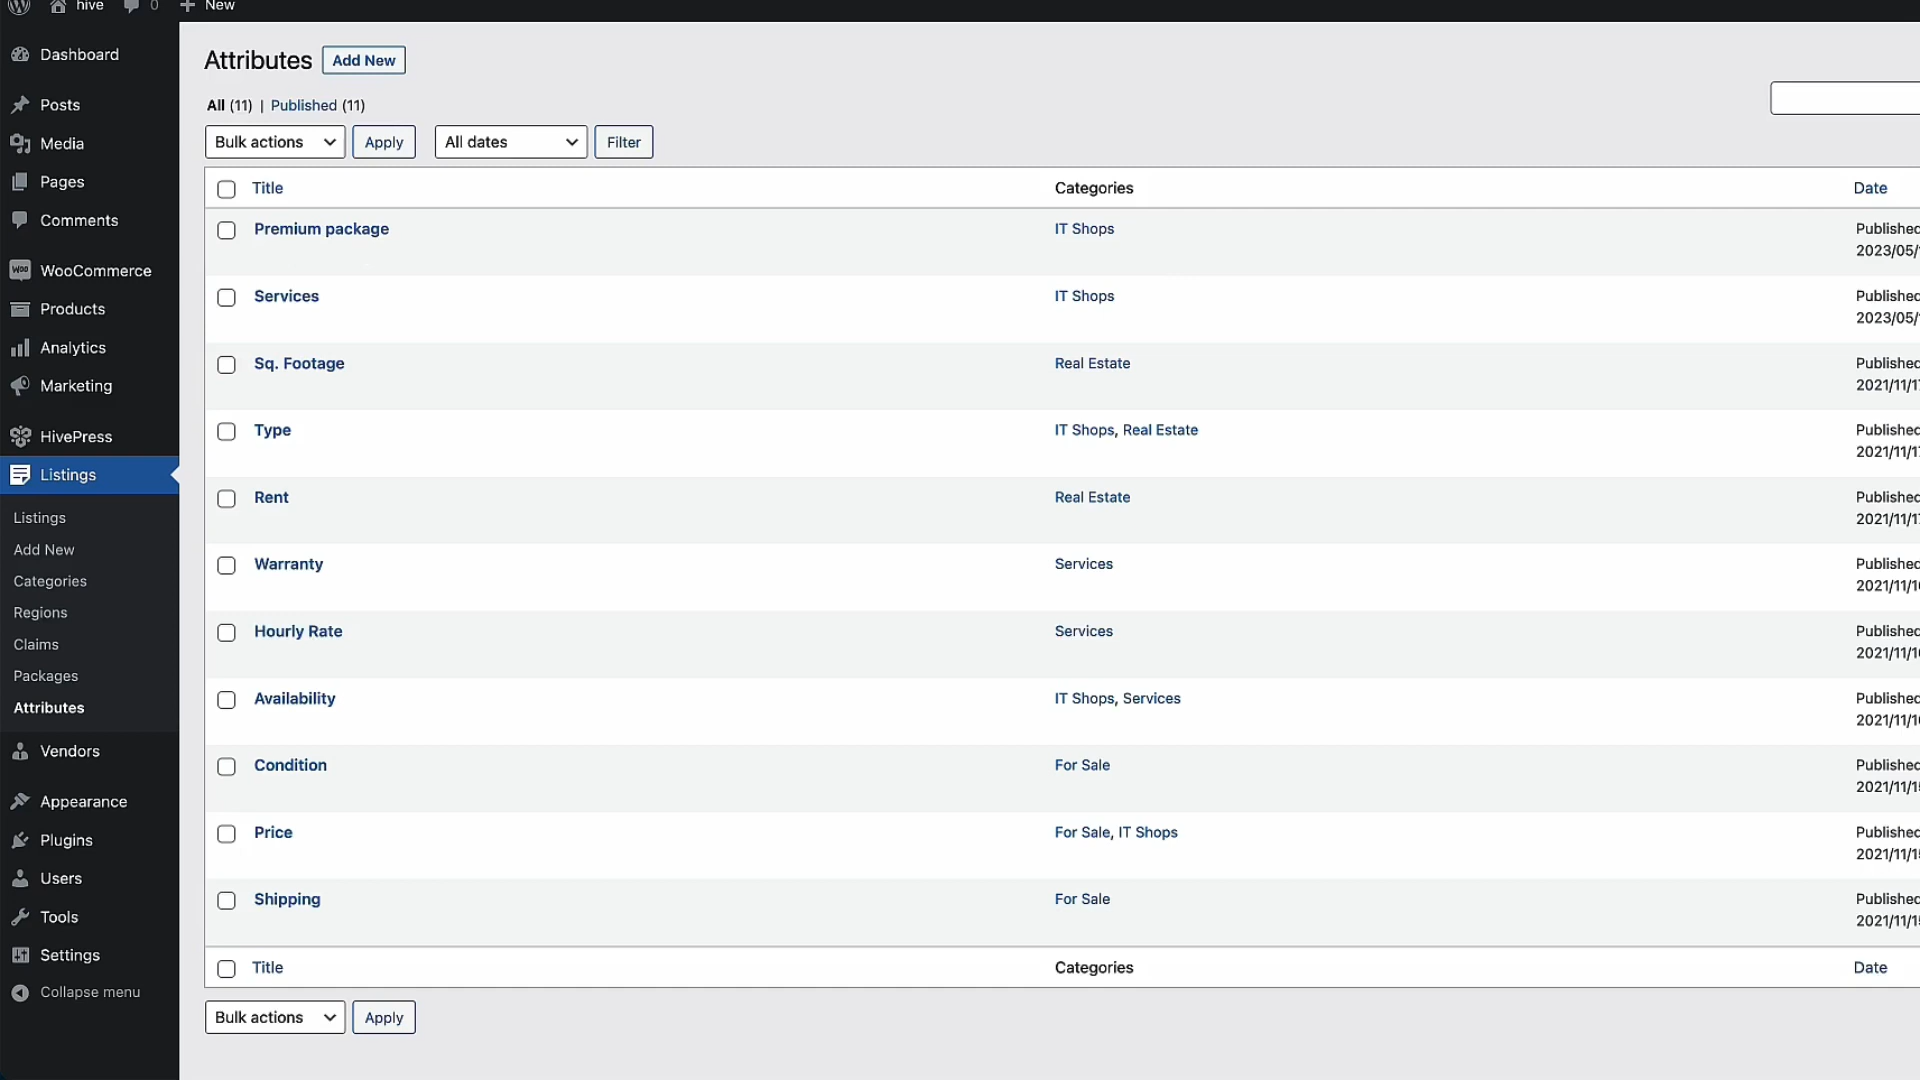 hive 0 New
Dashboard
Posts
Media
Pages
Comments
WooCommerce
Products
Analytics
Marketing
HivePress
Listings
Listings
Add New
Categories
Regions
Claims
Packages
Attributes
Vendors
Appearance
Plugins
Users
Tools
Settings
Collapse menu
Attributes Add New
All (11) | Published (11)
Bulk actions Apply All dates Filter
Title Categories Date
Premium package IT Shops Published
2023/05/
Services IT Shops Published
2023/05/
Sq. Footage Real Estate Published
2021/11/1
Type IT Shops, Real Estate Published
2021/11/1
Rent Real Estate Published
2021/11/1
Warranty Services Published
2021/11/1
Hourly Rate Services Published
2021/11/1
Availability IT Shops, Services Published
2021/11/1
Condition For Sale Published
2021/11/1
Price For Sale, IT Shops Published
2021/11/1
Shipping For Sale Published
2021/11/1
Title Categories Date
Bulk actions Apply